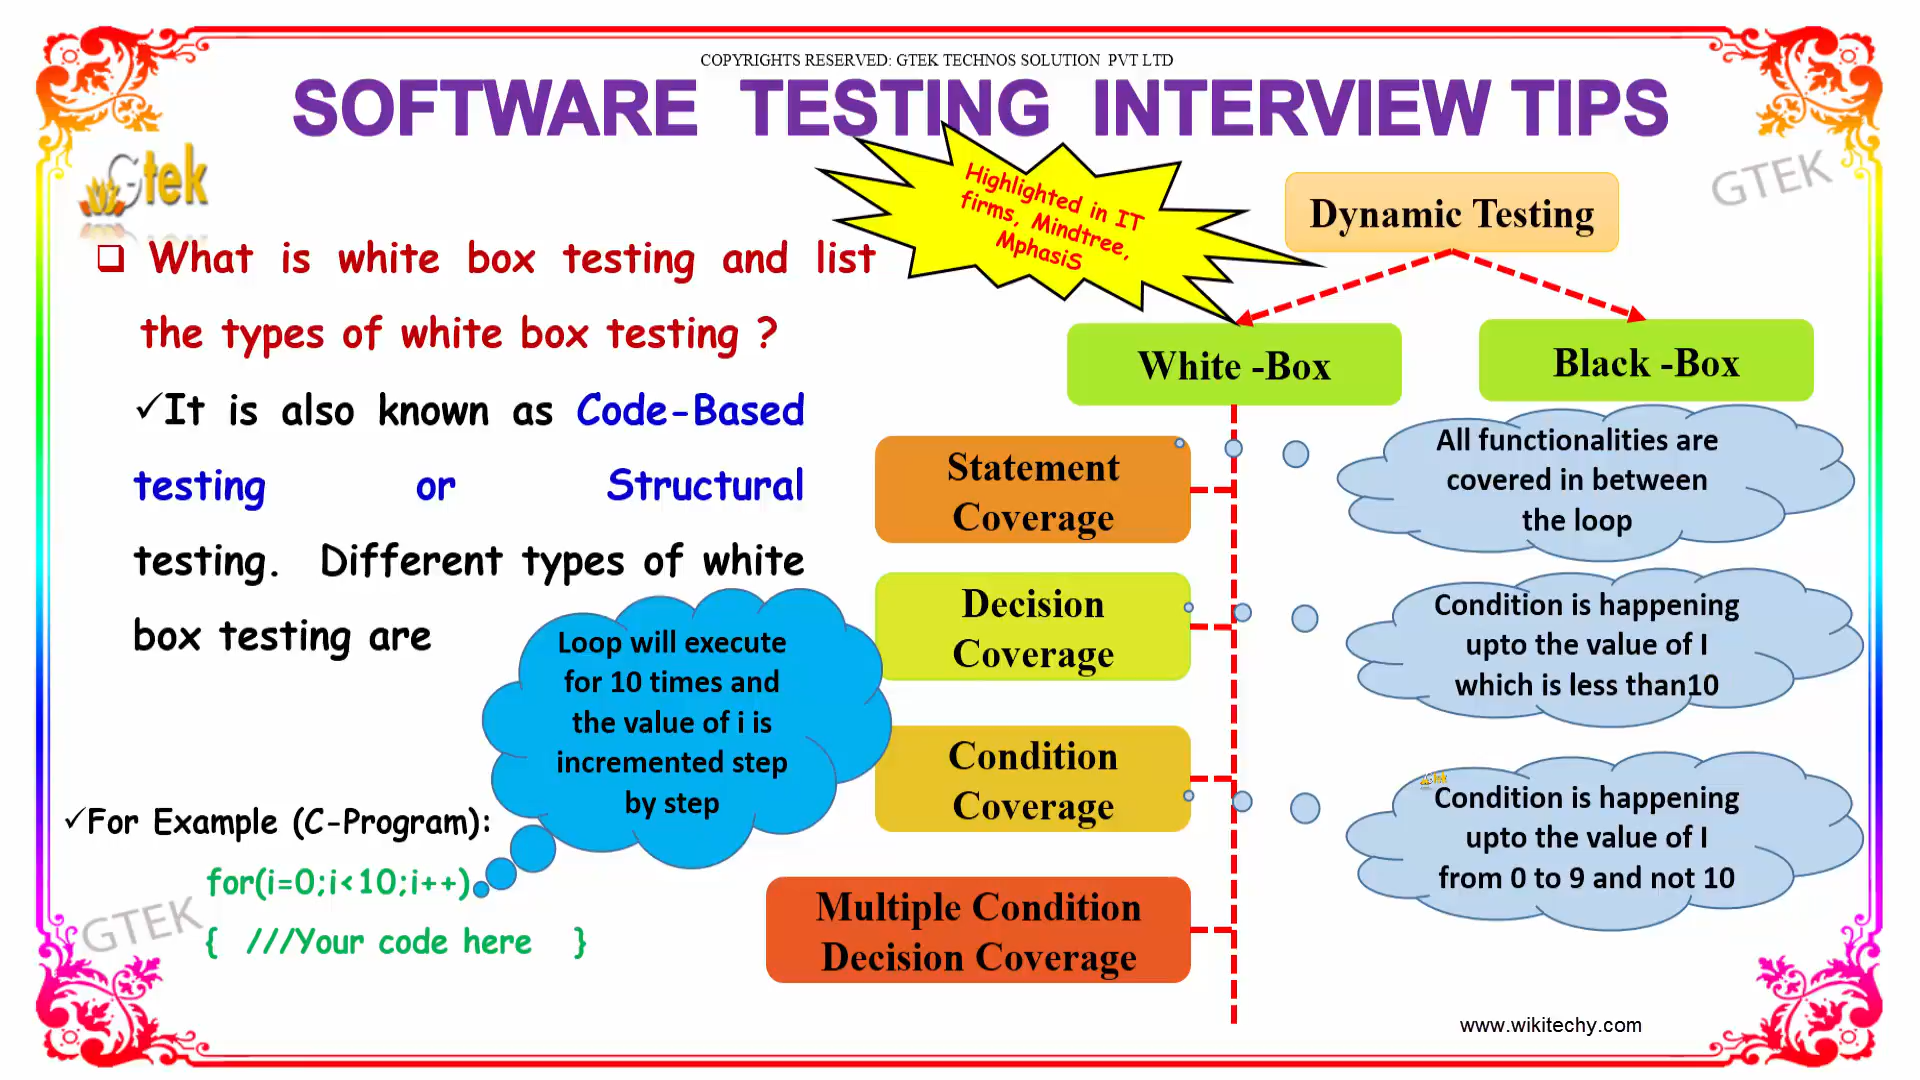 COPYRIGHTS RESERVED: GTEK TECHNOS SOLUTION PVT LTD
SOFTWARE TESTING INTERVIEW TIPS
Gtek
GTEK
Highlighted in IT
firms, Mindtree,
MphasiS
What is white box testing and list
the types of white box testing ?
✓It is also known as Code-Based
testing or Structural
testing. Different types of white
box testing are
Loop will execute
for 10 times and
the value of i is
incremented step
by step
✓For Example (C-Program):
for(i=0;i<10;i++)
{ ///Your code here }
GTEK
Dynamic Testing
White -Box
Black -Box
Statement
Coverage
All functionalities are
covered in between
the loop
Decision
Coverage
Condition is happening
upto the value of I
which is less than10
Condition
Coverage
Gtek
Condition is happening
upto the value of I
from 0 to 9 and not 10
Multiple Condition
Decision Coverage
www.wikitechy.com